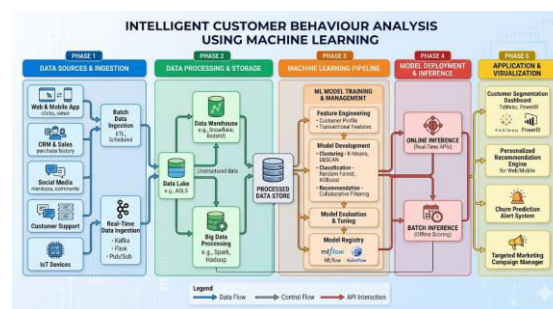 INTELLIGENT CUSTOMER BEHAVIOUR ANALYSIS
USING MACHINE LEARNING
PHASE 1
DATA SOURCES & INGESTION
Web & Mobile App
clicks, views
CRM & Sales
purchase history
Social Media
mentions, comments
Customer Support
IoT Devices
Batch
Data
Ingestion
ETL,
Scheduled
Real-Time
Data Ingestion
• Kafka
• Pub/Sub
PHASE 2
DATA PROCESSING & STORAGE
Data Warehouse
e.g., Snowflake,
Data Lake
Unstructured data
Big Data
Processing
e.g., Spalk,
Hadoop
PROCESSED
DATA STORE
PHASE 3
MACHINE LEARNING PIPELINE
ML MODEL TRAINING
& MANAGEMENT
Feature Engineering
• Customer Profile
• Transactional Features
Model Development
• Clustering - K Means,
DBSCAN
• Classification -
Random Forest,
XGBoost
• Recommendation -
Collaborative Filtering
Model Evaluation
& Tuning
Model Registry
mlflow
MLflow
PHASE 4
MODEL DEPLOYMENT
& INFERENCE
ONLINE INFERENCE
(Real-Time APIs)
BATCH INFERENCE
(Offline Scoring)
PHASE 5
APPLICATION
& VISUALIZATION
Customer Segmentation
Dashboard
Tableau, PowerBI
PowerBI
Personalized
Recommendation
Engine
for Web/Mobile
Churn Prediction
Alert System
Targeted Marketing
Campaign Manager
Legend
Data Flow
Control Flow
API Interaction